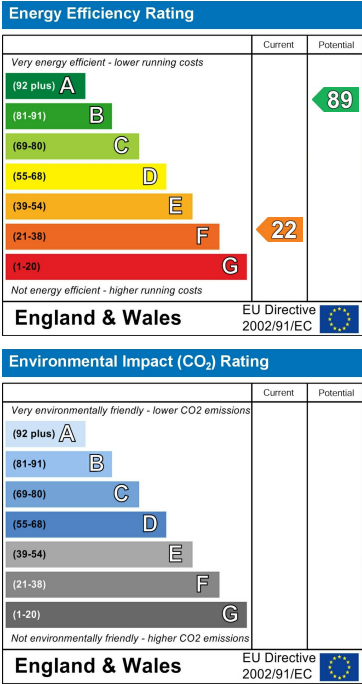 Energy Efficiency Rating
Current Potential
Very energy efficient - lower running costs
(92 plus) A
89
(81-91) B
(69-80) C
(55-68) D
(39-54) E
22
(21-38) F
(1-20) G
Not energy efficient - higher running costs
England & Wales
EU Directive
2002/91/EC
Environmental Impact (CO₂) Rating
Current Potential
Very environmentally friendly - lower CO2 emissions
(92 plus) A
(81-91) B
(69-80) C
(55-68) D
(39-54) E
(21-38) F
(1-20) G
Not environmentally friendly - higher CO2 emissions
England & Wales
EU Directive
2002/91/EC